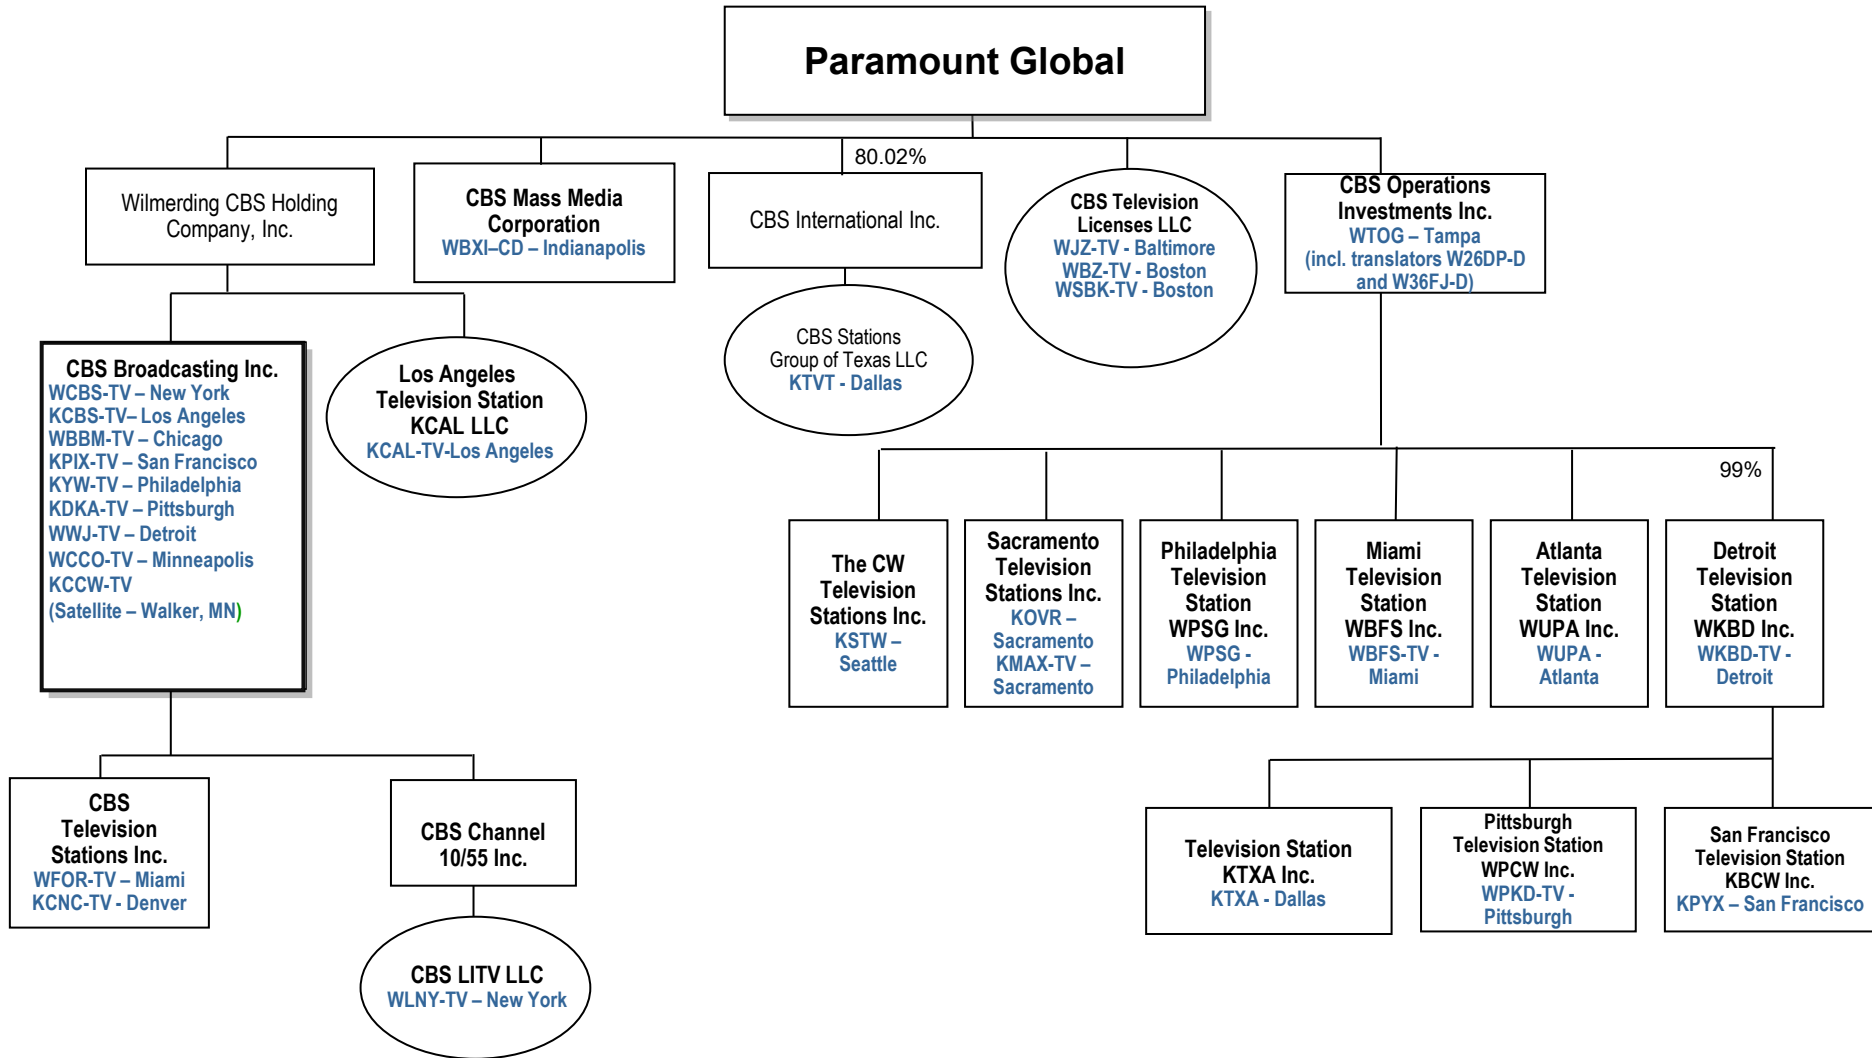 Paramount Global
80.02%
Wilmerding CBS Holding
Company, Inc.
CBS Mass Media
Corporation
WBXI–CD – Indianapolis
CBS International Inc.
CBS Television
Licenses LLC
WJZ-TV - Baltimore
WBZ-TV - Boston
WSBK-TV - Boston
CBS Operations
Investments Inc.
WTOG – Tampa
(incl. translators W26DP-D
and W36FJ-D)
CBS Broadcasting Inc.
WCBS-TV – New York
KCBS-TV– Los Angeles
WBBM-TV – Chicago
KPIX-TV – San Francisco
KYW-TV – Philadelphia
KDKA-TV – Pittsburgh
WWJ-TV – Detroit
WCCO-TV – Minneapolis
KCCW-TV
(Satellite – Walker, MN)
Los Angeles
Television Station
KCAL LLC
KCAL-TV-Los Angeles
CBS Stations
Group of Texas LLC
KTVT - Dallas
99%
The CW
Television
Stations Inc.
KSTW –
Seattle
Sacramento
Television
Stations Inc.
KOVR –
Sacramento
KMAX-TV –
Sacramento
Philadelphia
Television
Station
WPSG Inc.
WPSG -
Philadelphia
Miami
Television
Station
WBFS Inc.
WBFS-TV -
Miami
Atlanta
Television
Station
WUPA Inc.
WUPA -
Atlanta
Detroit
Television
Station
WKBD Inc.
WKBD-TV -
Detroit
CBS
Television
Stations Inc.
WFOR-TV – Miami
KCNC-TV - Denver
CBS Channel
10/55 Inc.
CBS LITV LLC
WLNY-TV – New York
Television Station
KTXA Inc.
KTXA - Dallas
Pittsburgh
Television Station
WPCW Inc.
WPKD-TV -
Pittsburgh
San Francisco
Television Station
KBCW Inc.
KPYX – San Francisco